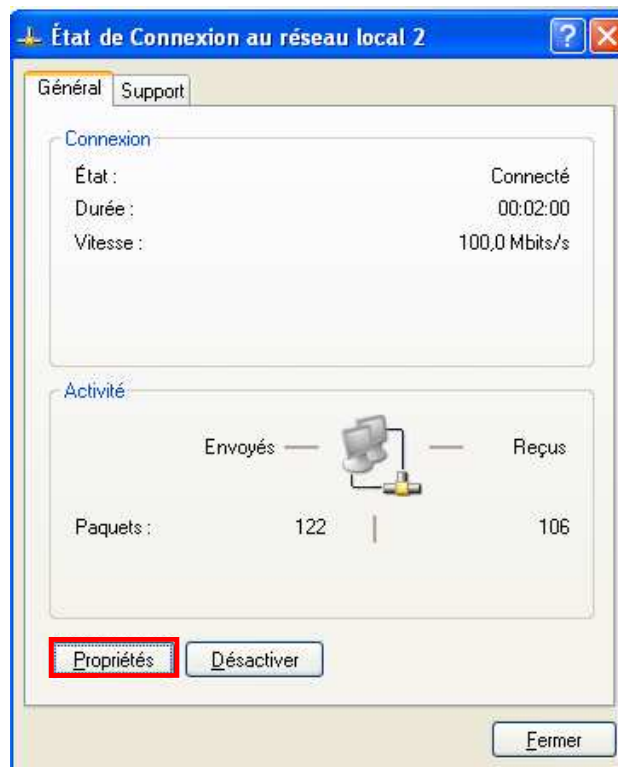 État de Connexion au réseau local 2
Général Support
Connexion
État : Connecté
Durée : 00:02:00
Vitesse : 100,0 Mbits/s
Activité
Envoyés Reçus
Paquets : 122 106
Propriétés Désactiver
Fermer